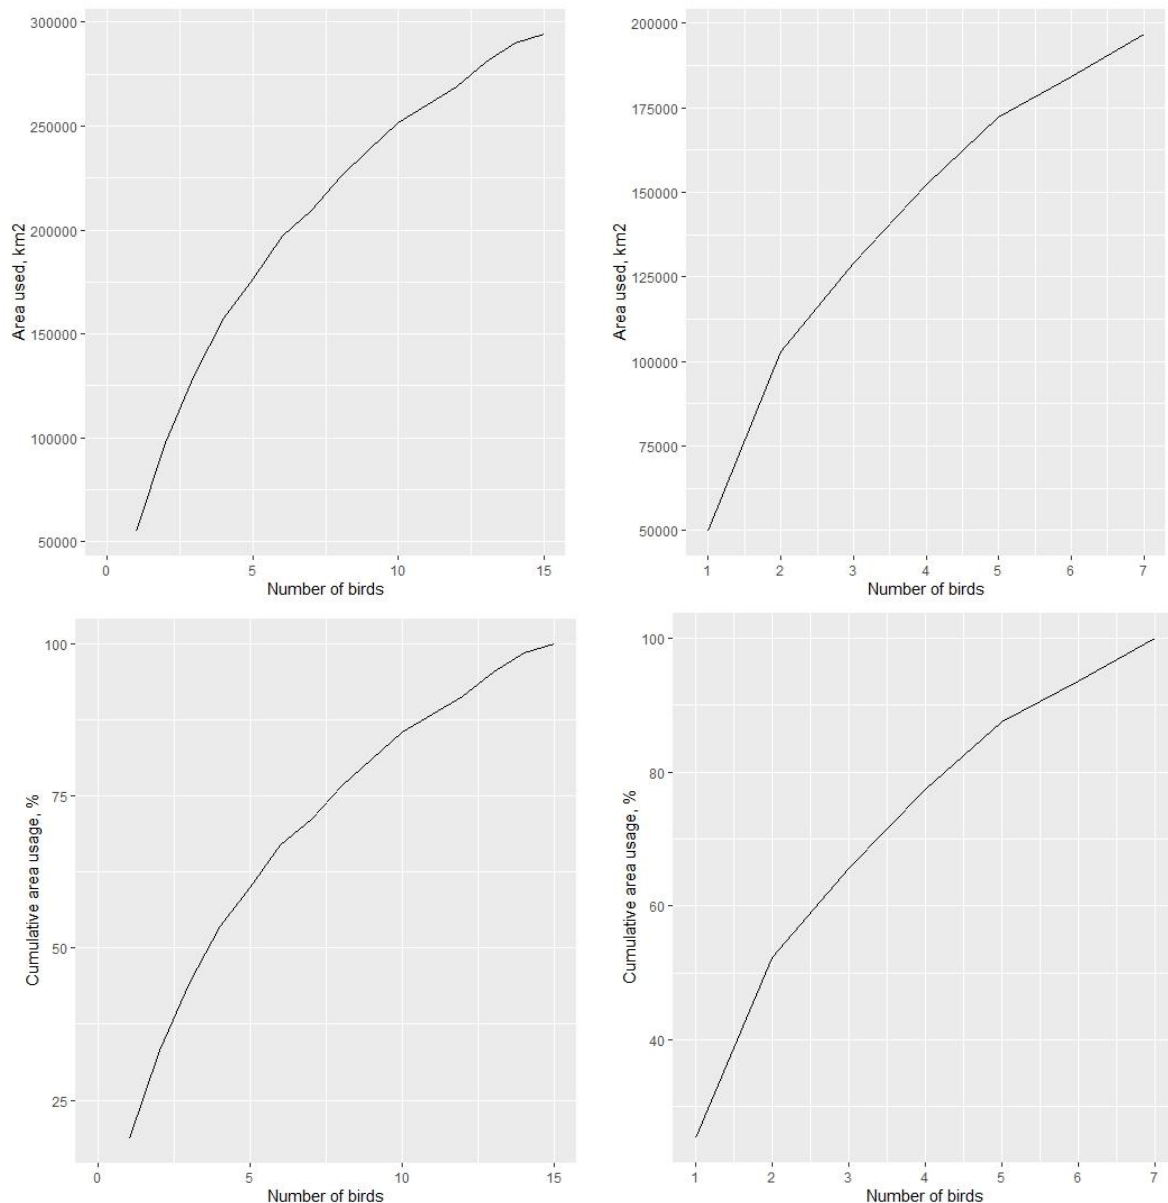 300000
250000
200000
150000
100000
50000
Area used, km2
0 5 10 15
Number of birds
200000
175000
150000
125000
100000
75000
50000
Area used, km2
1 2 3 4 5 6 7
Number of birds
100
75
50
25
Cumulative area usage, %
0 5 10 15
Number of birds
100
80
60
40
Cumulative area usage, %
1 2 3 4 5 6 7
Number of birds